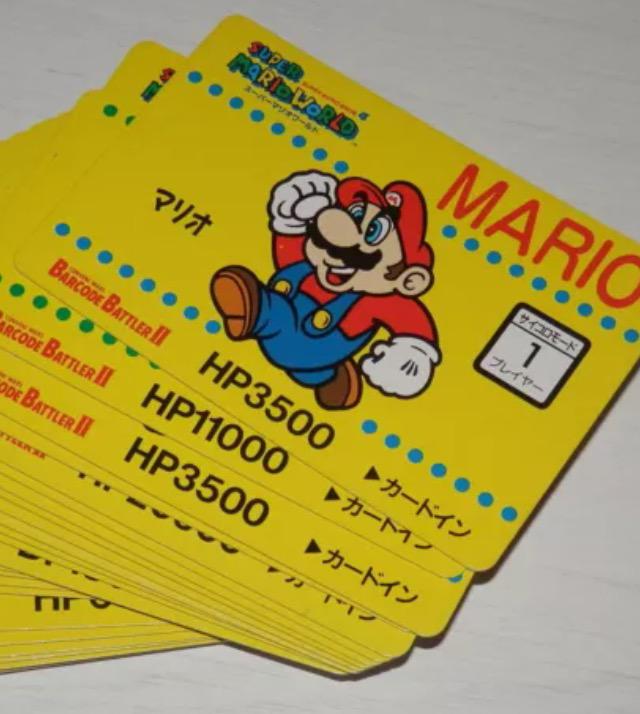 SUPER
MARIO WORLD
スーパーマリオワールド
MARIO
マリオ
サイコロモード
1
プレイヤー
BARCODE BATTLER II
HP3500
▶カードイン
BARCODE BATTLER II
HP11000
▶カードイン
CODE BATTLER II
HP3500
▶カードイン